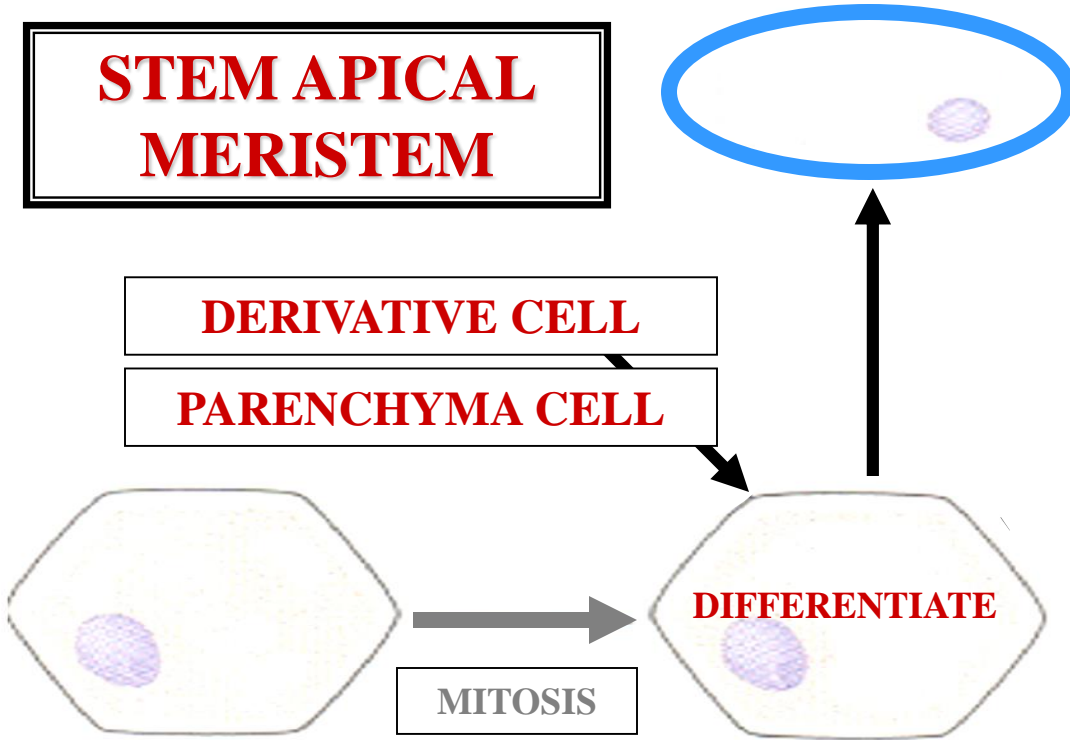 STEM APICAL
MERISTEM
DERIVATIVE CELL
PARENCHYMA CELL
DIFFERENTIATE
MITOSIS